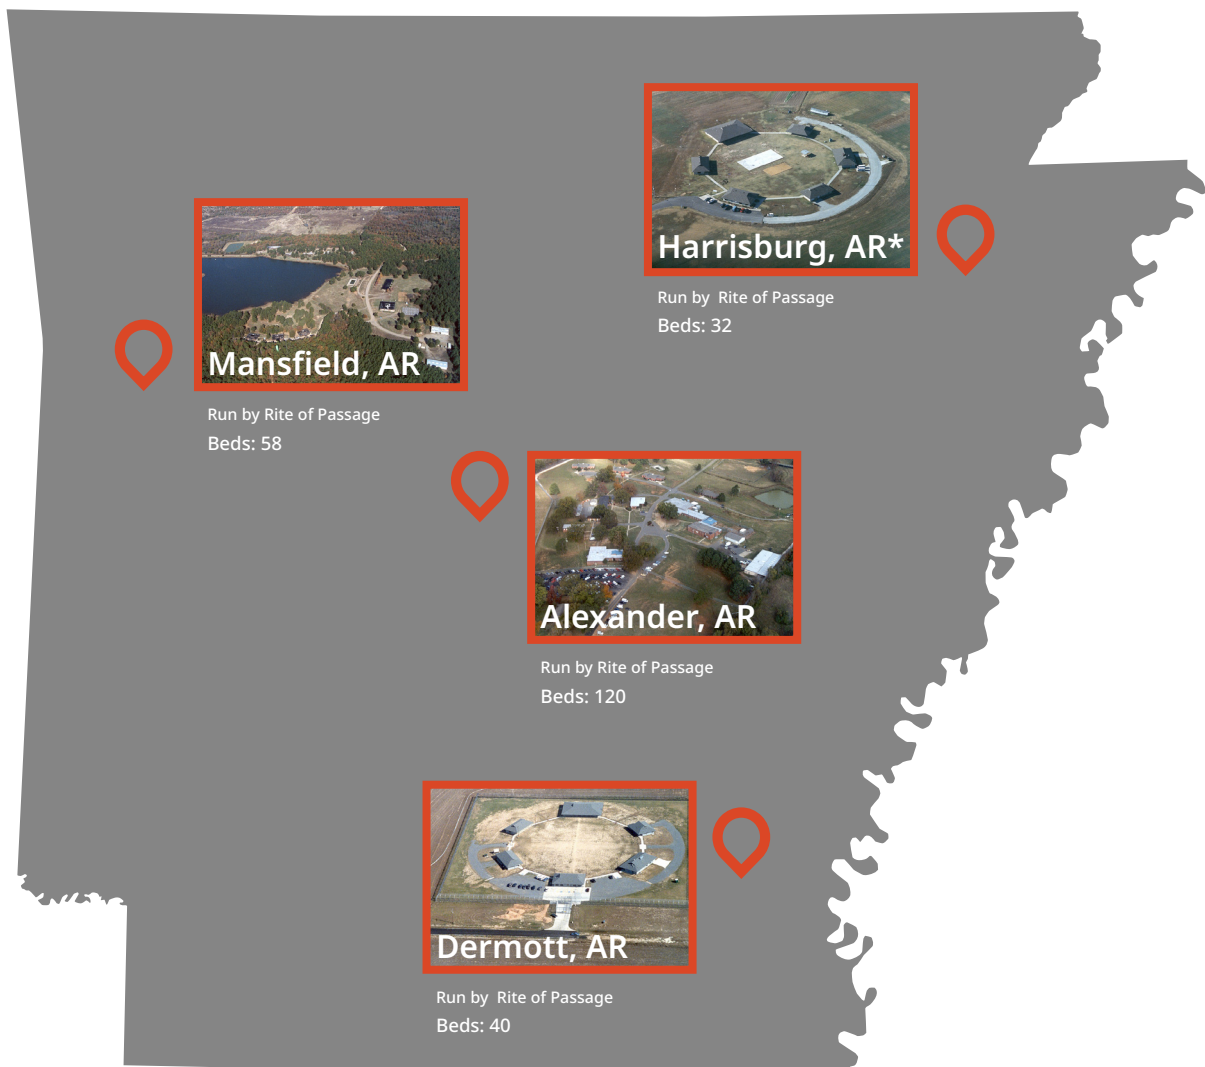 Harrisburg, AR*
Run by Rite of Passage
Beds: 32
Mansfield, AR
Run by Rite of Passage
Beds: 58
Alexander, AR
Run by Rite of Passage
Beds: 120
Dermott, AR
Run by Rite of Passage
Beds: 40